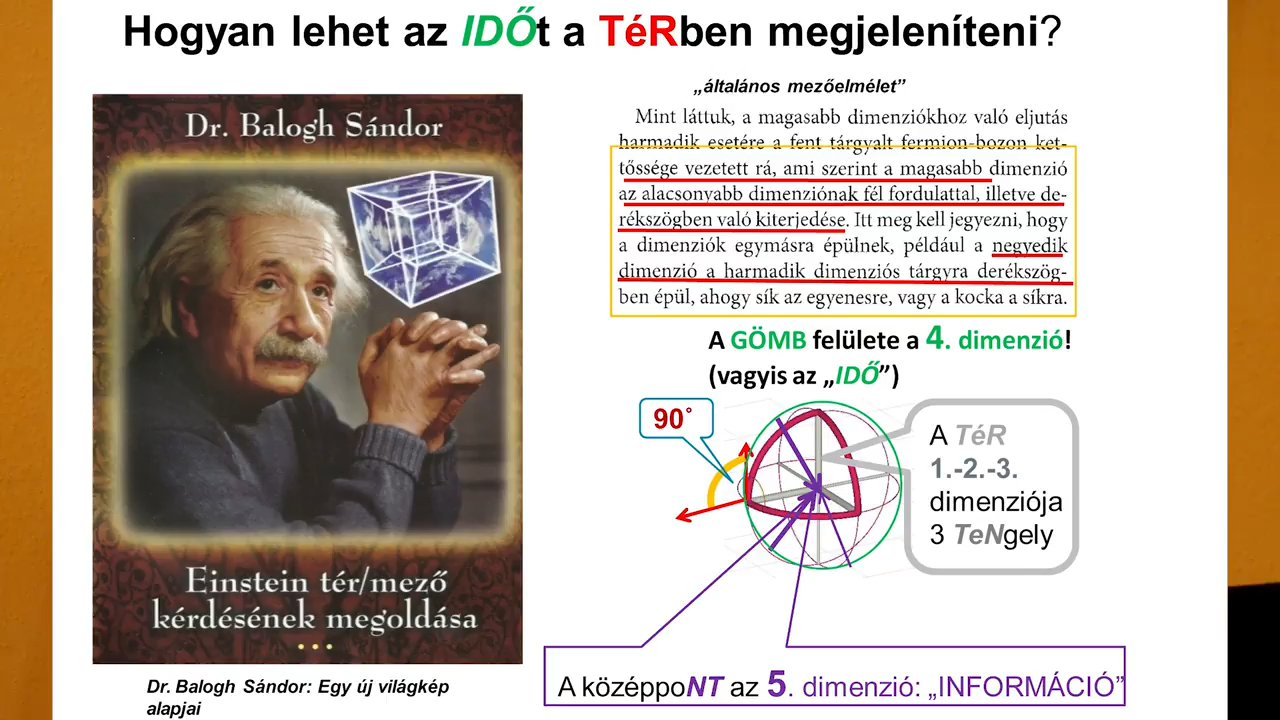 Hogyan lehet az IDŐt a TéRben megjeleníteni?
Dr. Balogh Sándor
Einstein tér/mező
kérdésének megoldása
...
Dr. Balogh Sándor: Egy új világkép
alapjai
„általános mezőelmélet”
Mint láttuk, a magasabb dimenziókhoz való eljutás
harmadik esetére a fent tárgyalt fermion-bozon ket-
tőssége vezetett rá, ami szerint a magasabb dimenzió
az alacsonyabb dimenziónak fél fordulattal, illetve de-
rékszögben való kiterjedése. Itt meg kell jegyezni, hogy
a dimenziók egymásra épülnek, például a negyedik
dimenzió a harmadik dimenziós tárgyra derékszög-
ben épül, ahogy sík az egyenesre, vagy a kocka a síkra.
A GÖMB felülete a 4. dimenzió!
(vagyis az „IDŐ”)
90˚
A TéR
1.-2.-3.
dimenziója
3 TeNgely
A középpoNT az 5. dimenzió: „INFORMÁCIÓ”